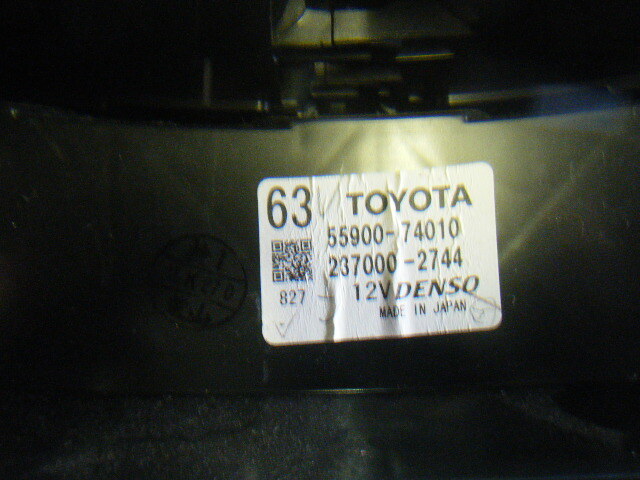 63 TOYOTA
55900-74010
237000-2744
827 12V DENSO
MADE IN JAPAN